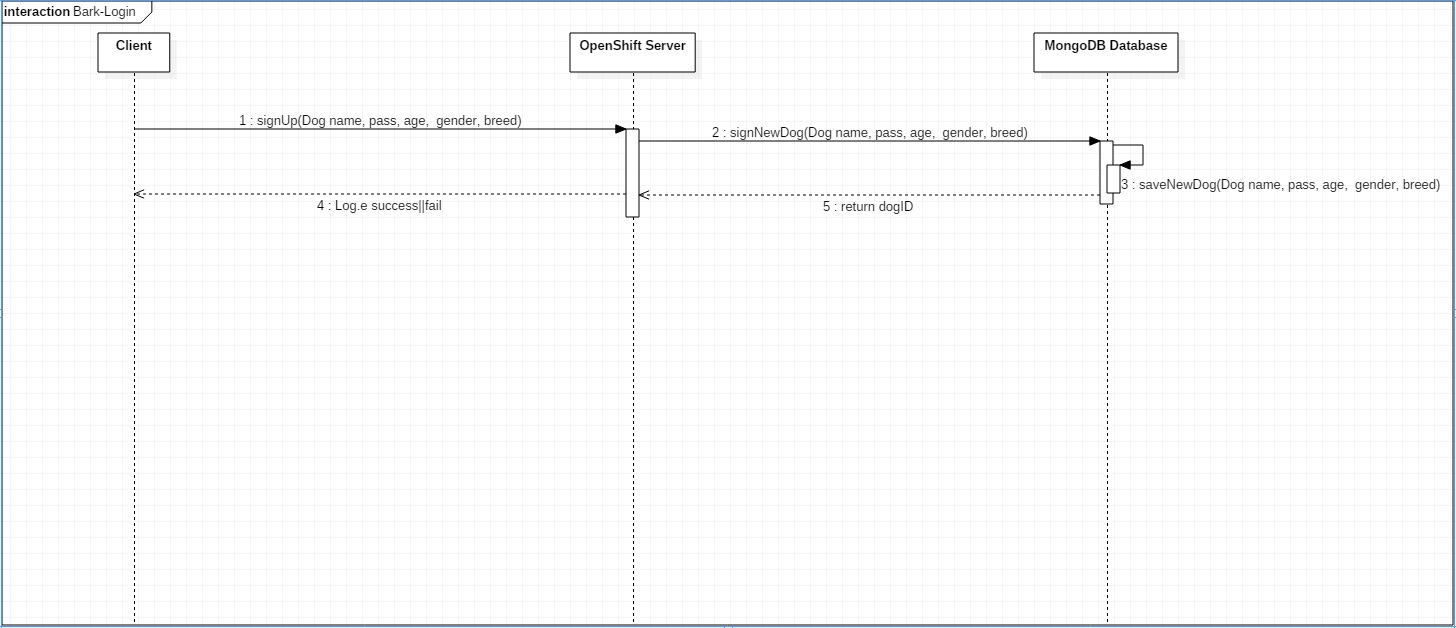 interaction Bark-Login
Client
OpenShift Server
MongoDB Database
1 : signUp(Dog name, pass, age,  gender, breed)
2 : signNewDog(Dog name, pass, age,  gender, breed)
3 : saveNewDog(Dog name, pass, age,  gender, breed)
4 : Log.e success||fail
5 : return dogID